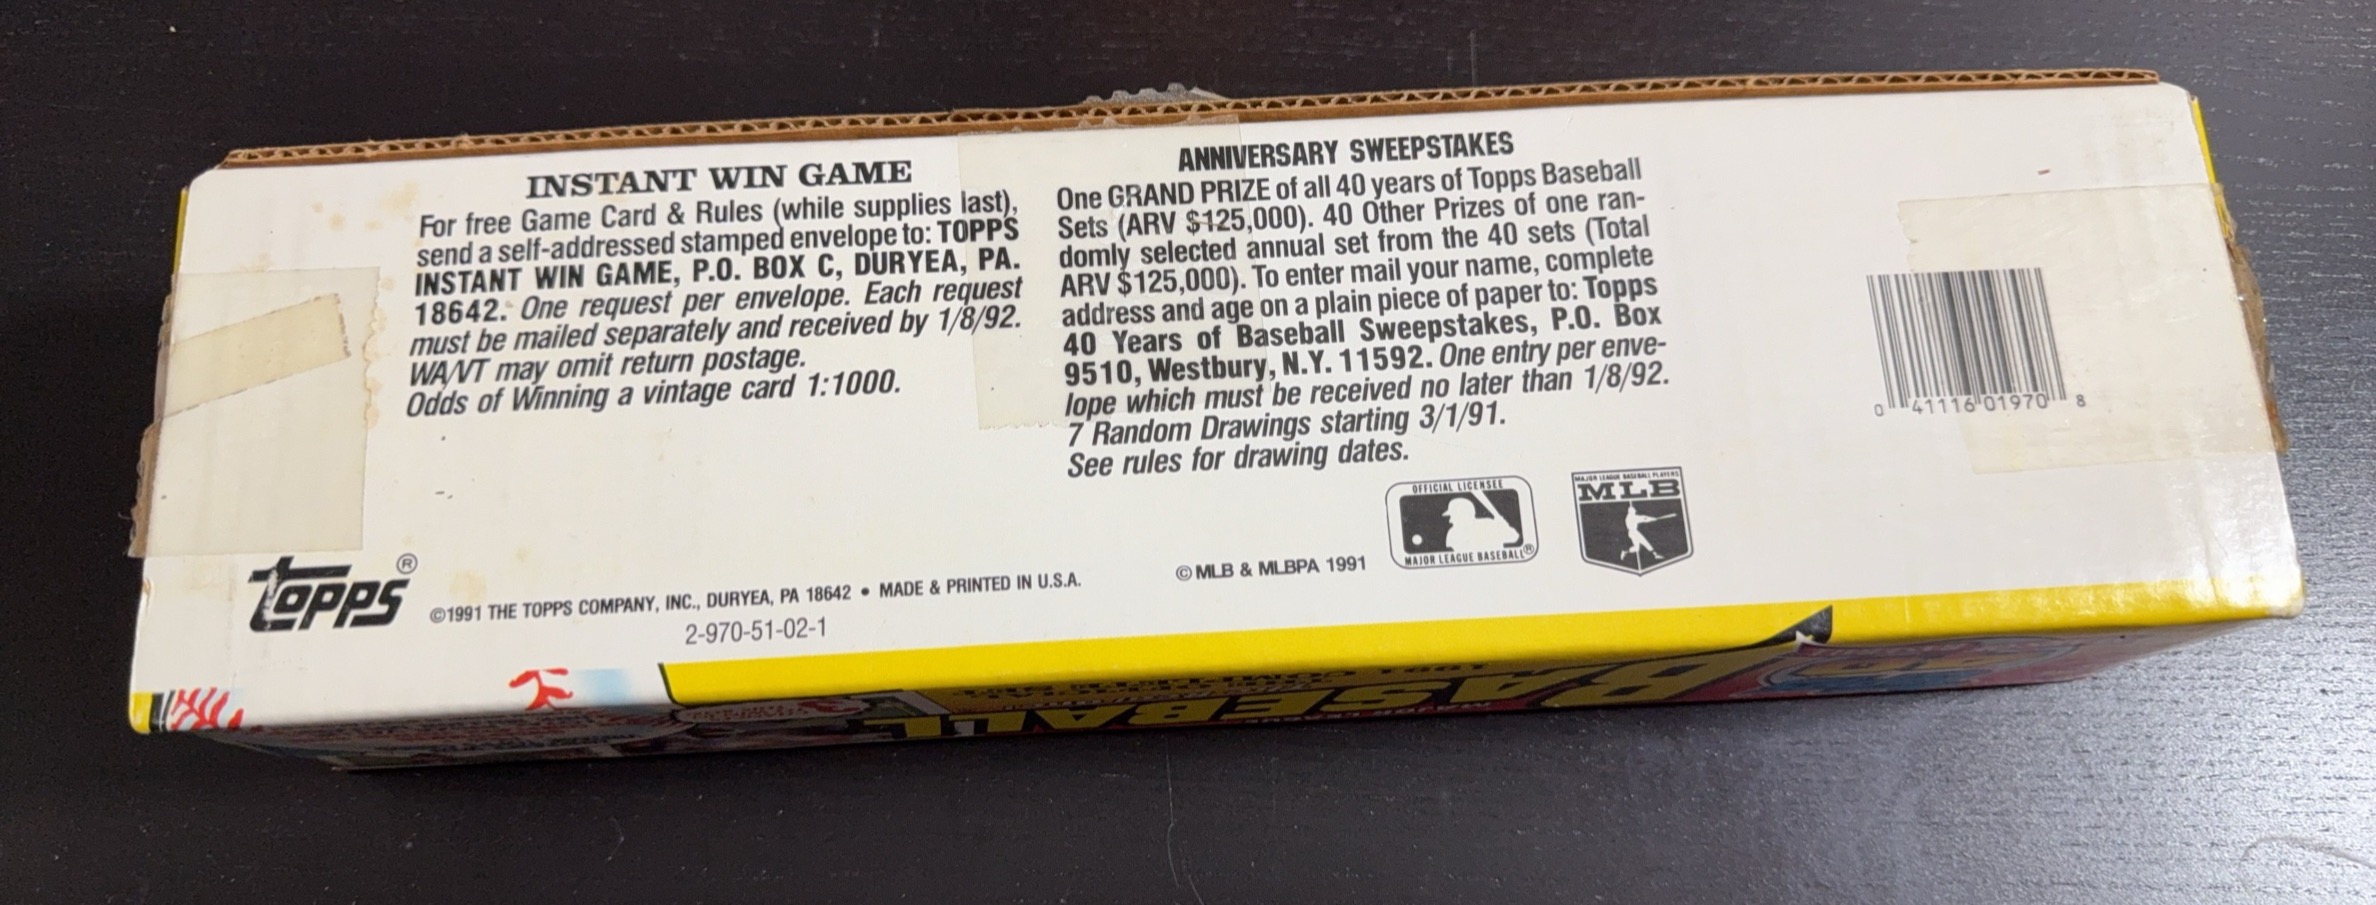 INSTANT WIN GAME
For free Game Card & Rules (while supplies last),
send a self-addressed stamped envelope to: TOPPS
INSTANT WIN GAME, P.O. BOX C, DURYEA, PA.
18642. One request per envelope. Each request
must be mailed separately and received by 1/8/92.
WA/VT may omit return postage.
Odds of Winning a vintage card 1:1000.
ANNIVERSARY SWEEPSTAKES
One GRAND PRIZE of all 40 years of Topps Baseball
Sets (ARV $125,000). 40 Other Prizes of one ran-
domly selected annual set from the 40 sets (Total
ARV $125,000). To enter mail your name, complete
address and age on a plain piece of paper to: Topps
40 Years of Baseball Sweepstakes, P.O. Box
9510, Westbury, N.Y. 11592. One entry per enve-
lope which must be received no later than 1/8/92.
7 Random Drawings starting 3/1/91.
See rules for drawing dates.
0 41116 01970 8
OFFICIAL LICENSEE
MAJOR LEAGUE BASEBALL®
MAJOR LEAGUE BASEBALL PLAYERS
MLB
Topps®
©1991 THE TOPPS COMPANY, INC., DURYEA, PA 18642 • MADE & PRINTED IN U.S.A.
© MLB & MLBPA 1991
2-970-51-02-1
BASEBALL